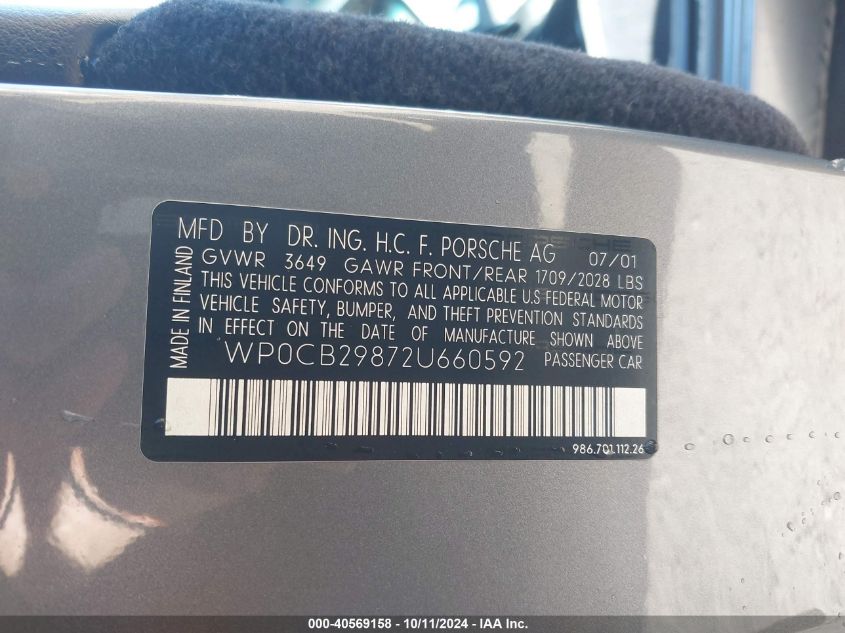 MFD BY DR. ING. H.C. F. PORSCHE AG 07/01
GVWR 3649 GAWR FRONT/REAR 1709/2028 LBS
THIS VEHICLE CONFORMS TO ALL APPLICABLE U.S FEDERAL MOTOR
VEHICLE SAFETY, BUMPER, AND THEFT PREVENTION STANDARDS
IN EFFECT ON THE DATE OF MANUFACTURE SHOWN ABOVE
WP0CB29872U660592 PASSENGER CAR
MADE IN FINLAND
986.701.112.26
000-40569158 - 10/11/2024 - IAA Inc.